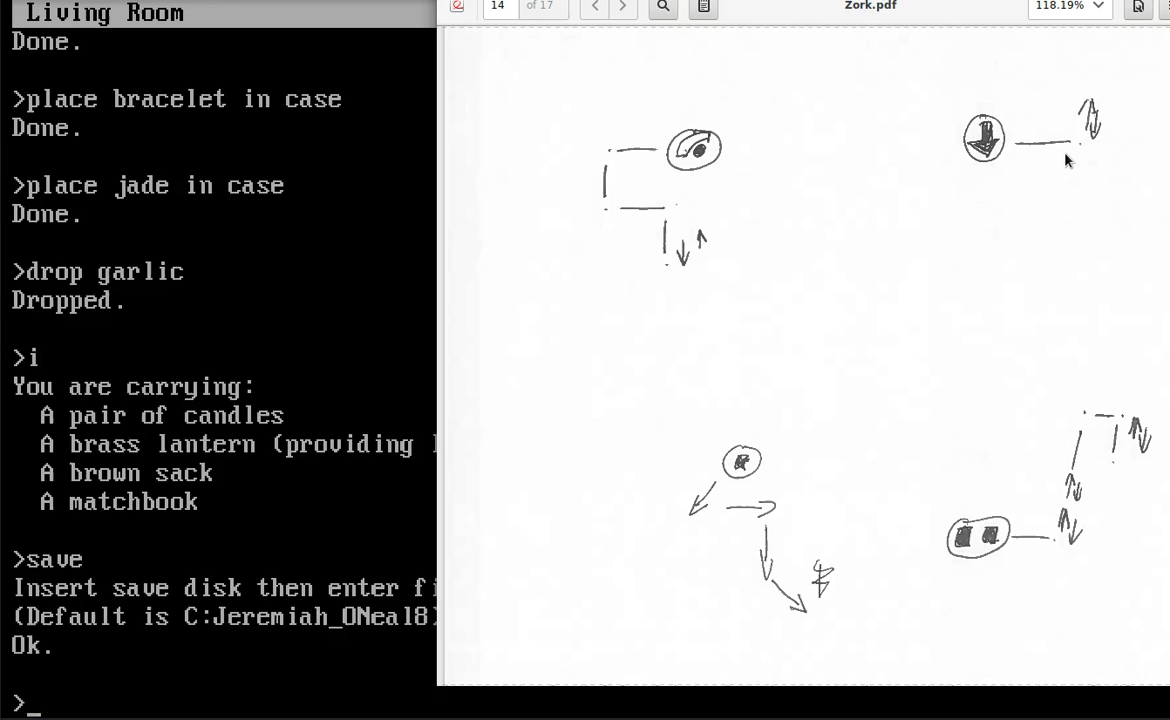 Living Room
Done.
>place bracelet in case
Done.
>place jade in case
Done.
>drop garlic
Dropped.
>i
You are carrying:
A pair of candles
A brass lantern (providing
A brown sack
A matchbook
>save
Insert save disk then enter fi
(Default is C:Jeremiah_ONeal8)
Ok.
>_
14 of 17
Zork.pdf
118.19%
$